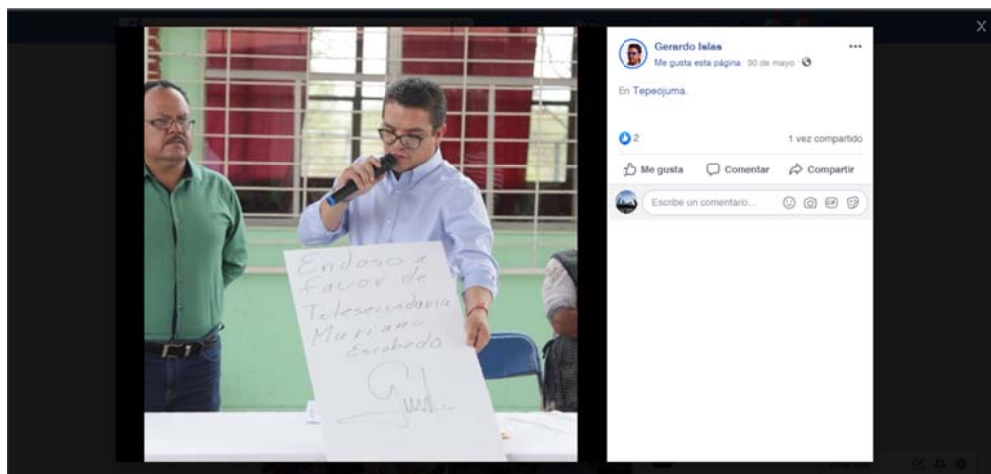 Endoso a
favor de
Telesecundaria
Mariano
Escobedo
X
Gerardo Islas
Me gusta esta página · 30 de mayo ·
En Tepeojuma.
2
1 vez compartido
Me gusta
Comentar
Compartir
Escribe un comentario...
GIF